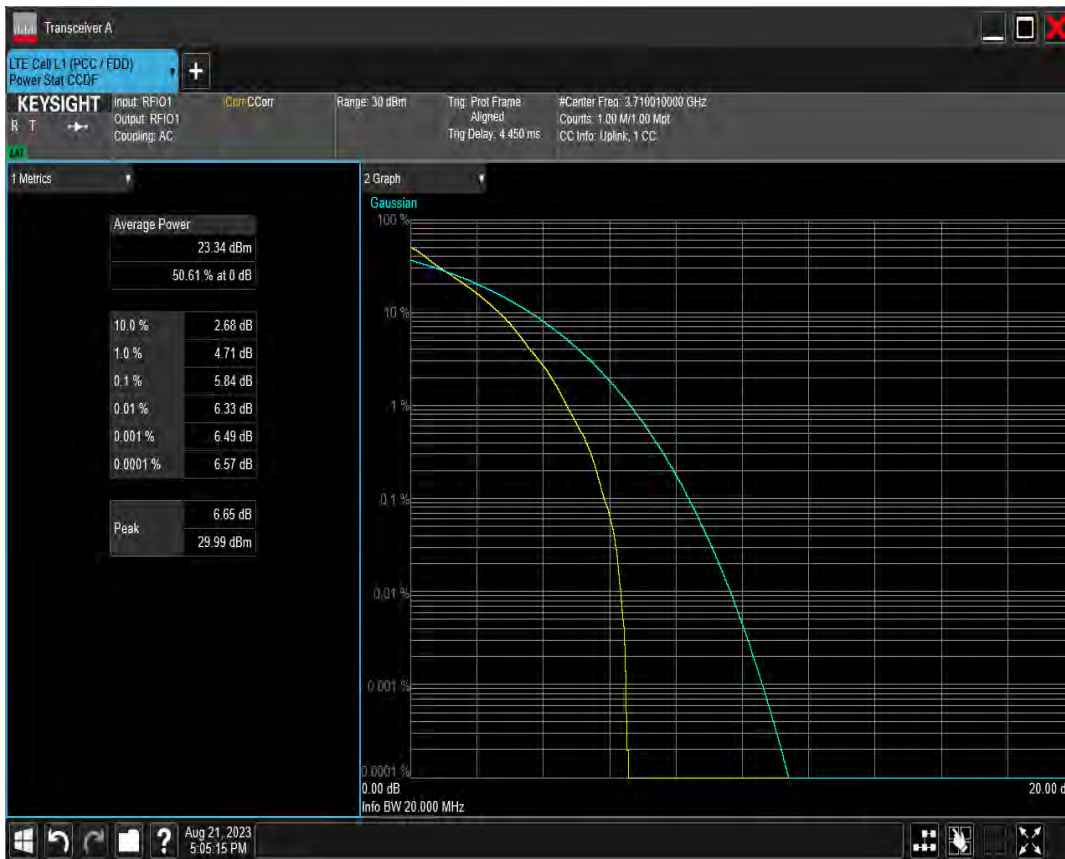 Transceiver A
LTE Cell L1 (PCC / FDD)
Power Stat CCDF
+
KEYSIGHT
R T
LAT
Input: RFIO1
Output: RFIO1
Coupling: AC
Corr CCorr
Range: 30 dBm
Trig: Prot Frame
Aligned
Trig Delay: 4.450 ms
#Center Freq: 3.710010000 GHz
Counts: 1.00 M/1.00 Mpt
CC Info: Uplink, 1 CC
1 Metrics
Average Power
23.34 dBm
50.61 % at 0 dB
10.0 % 2.68 dB
1.0 % 4.71 dB
0.1 % 5.84 dB
0.01 % 6.33 dB
0.001 % 6.49 dB
0.0001 % 6.57 dB
Peak 6.65 dB
29.99 dBm
2 Graph
Gaussian
100 %
10 %
1 %
0.1 %
0.01 %
0.001 %
0.0001 %
0.00 dB 20.00 d
Info BW 20.000 MHz
? Aug 21, 2023
5:05:15 PM